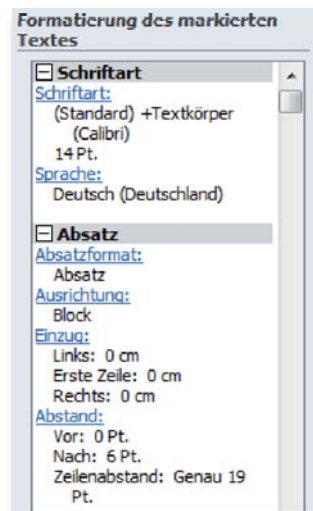 Formatierung des markierten
Textes
Schriftart
Schriftart:
(Standard) +Textkörper
(Calibri)
14 Pt.
Sprache:
Deutsch (Deutschland)
Absatz
Absatzformat:
Absatz
Ausrichtung:
Block
Einzug:
Links: 0 cm
Erste Zeile: 0 cm
Rechts: 0 cm
Abstand:
Vor: 0 Pt.
Nach: 6 Pt.
Zeilenabstand: Genau 19
Pt.